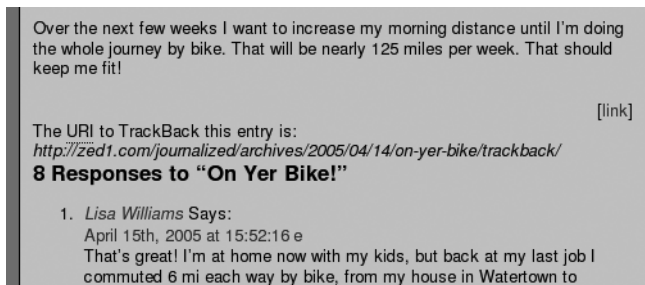 Over the next few weeks I want to increase my morning distance until I'm doing
the whole journey by bike. That will be nearly 125 miles per week. That should
keep me fit!
[link]
The URI to TrackBack this entry is:
http://zed1.com/journalized/archives/2005/04/14/on-yer-bike/trackback/
8 Responses to “On Yer Bike!”
1. Lisa Williams Says:
April 15th, 2005 at 15:52:16 e
That's great! I'm at home now with my kids, but back at my last job I
commuted 6 mi each way by bike, from my house in Watertown to